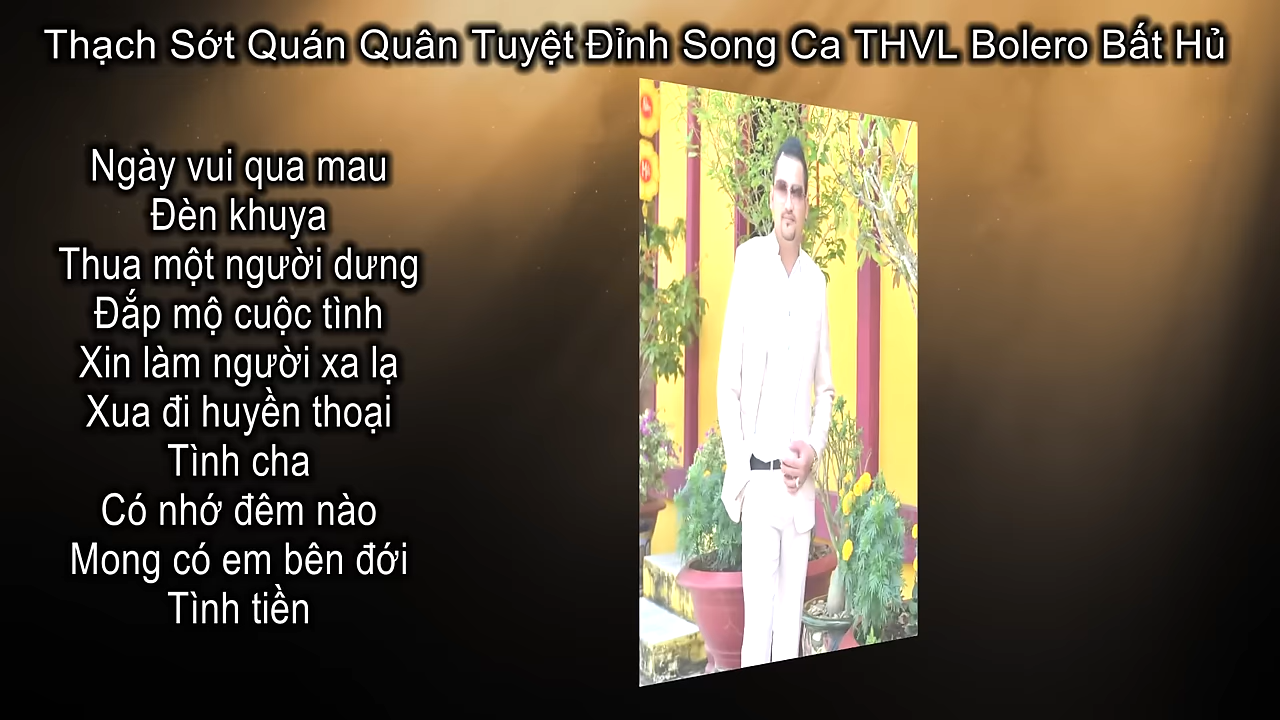 Thạch Sớt Quán Quân Tuyệt Đỉnh Song Ca THVL Bolero Bất Hủ
Ngày vui qua mau
Đèn khuya
Thua một người dưng
Đắp mộ cuộc tình
Xin làm người xa lạ
Xua đi huyền thoại
Tình cha
Có nhớ đêm nào
Mong có em bên đới
Tình tiền